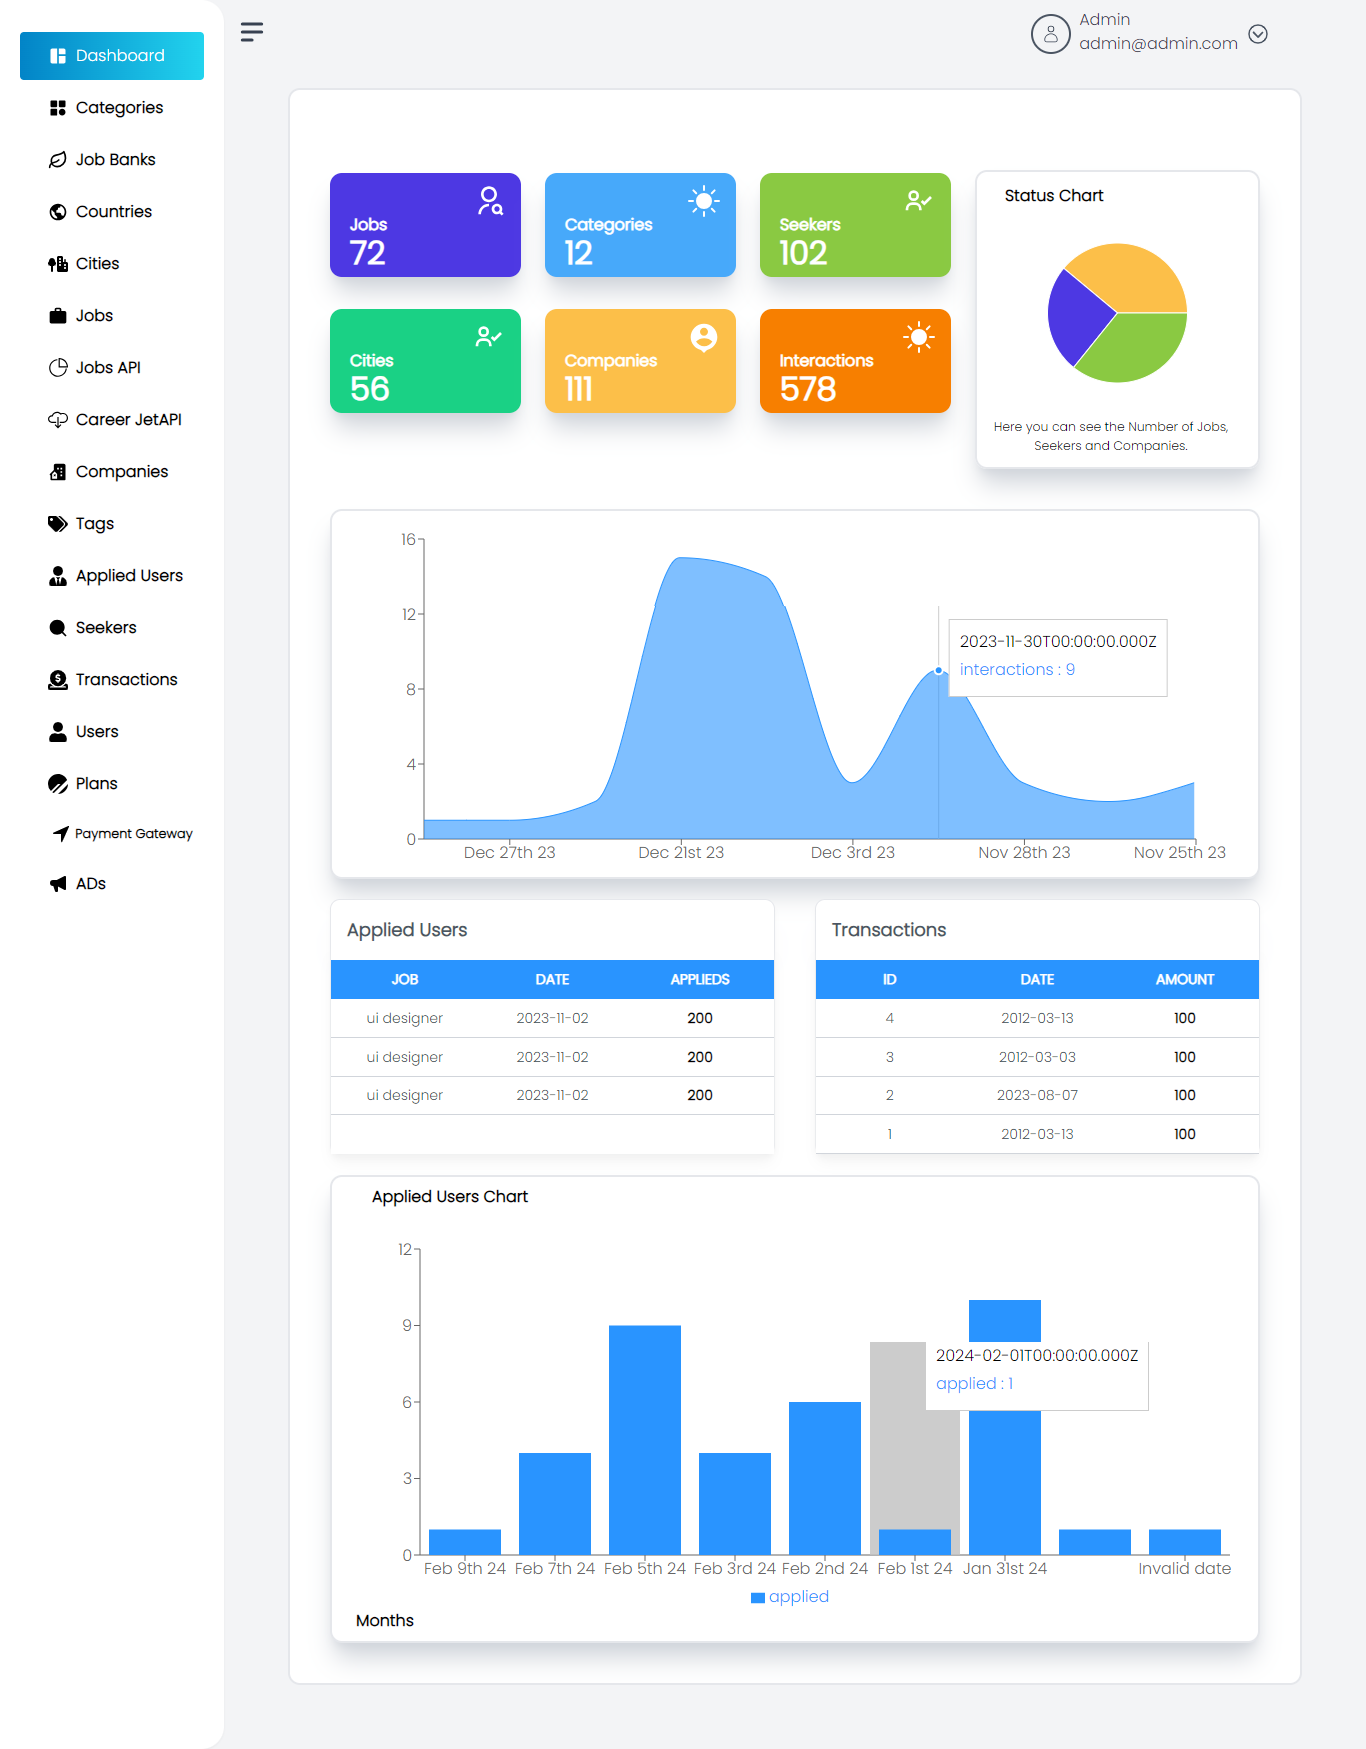 Admin
admin@admin.com
Dashboard
Categories
Job Banks
Countries
Cities
Jobs
Jobs API
Career JetAPI
Companies
Tags
Applied Users
Seekers
Transactions
Users
Plans
Payment Gateway
ADs
Jobs
72
Categories
12
Seekers
102
Cities
56
Companies
111
Interactions
578
Status Chart
Here you can see the Number of Jobs,
Seekers and Companies.
16
12
8
4
0
2023-11-30T00:00:00.000Z
interactions : 9
Dec 27th 23 Dec 21st 23 Dec 3rd 23 Nov 28th 23 Nov 25th 23
Applied Users
JOB DATE APPLIEDS
ui designer 2023-11-02 200
ui designer 2023-11-02 200
ui designer 2023-11-02 200
Transactions
ID DATE AMOUNT
4 2012-03-13 100
3 2012-03-03 100
2 2023-08-07 100
1 2012-03-13 100
Applied Users Chart
12
9
6
3
0
2024-02-01T00:00:00.000Z
applied : 1
Feb 9th 24 Feb 7th 24 Feb 5th 24 Feb 3rd 24 Feb 2nd 24 Feb 1st 24 Jan 31st 24 Invalid date
applied
Months